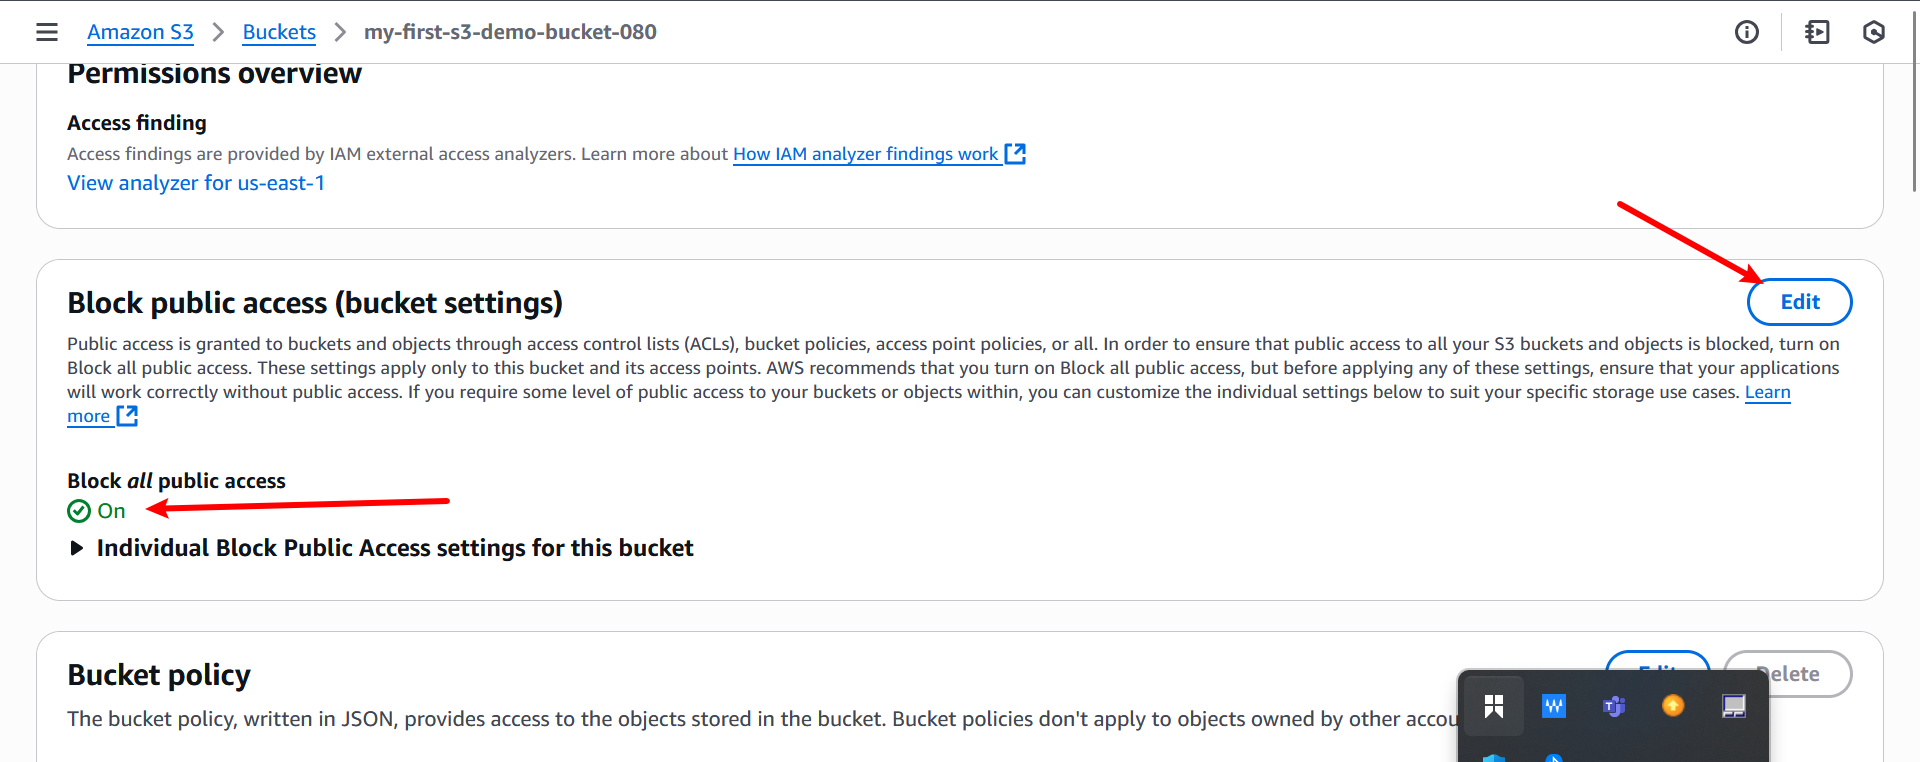 Amazon S3 > Buckets > my-first-s3-demo-bucket-080
Permissions overview
Access finding
Access findings are provided by IAM external access analyzers. Learn more about How IAM analyzer findings work
View analyzer for us-east-1
Block public access (bucket settings)
Edit
Public access is granted to buckets and objects through access control lists (ACLs), bucket policies, access point policies, or all. In order to ensure that public access to all your S3 buckets and objects is blocked, turn on
Block all public access. These settings apply only to this bucket and its access points. AWS recommends that you turn on Block all public access, but before applying any of these settings, ensure that your applications
will work correctly without public access. If you require some level of public access to your buckets or objects within, you can customize the individual settings below to suit your specific storage use cases. Learn
more
Block all public access
On
Individual Block Public Access settings for this bucket
Bucket policy
Edit
elete
The bucket policy, written in JSON, provides access to the objects stored in the bucket. Bucket policies don't apply to objects owned by other accou